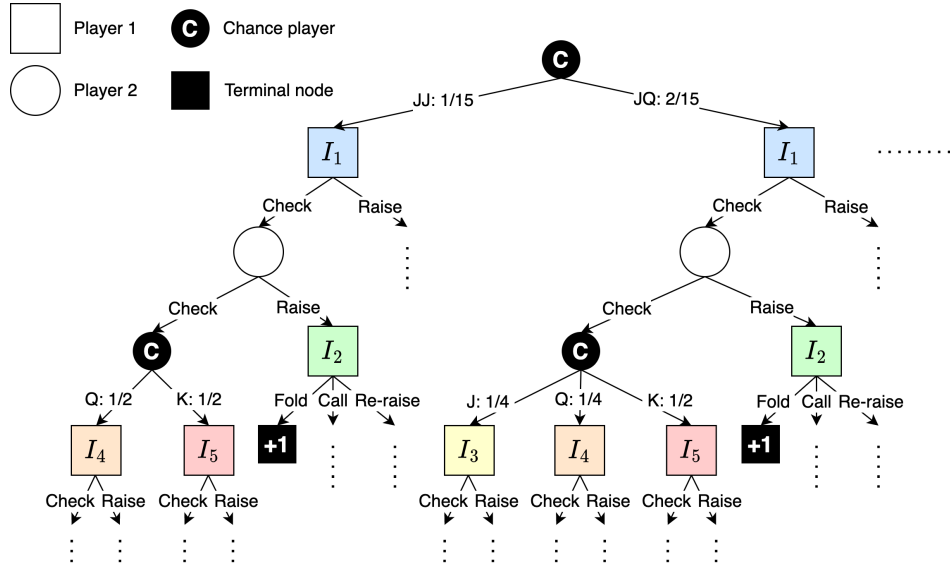 Player 1
C
Chance player
Player 2
Terminal node
C
JJ: 1/15
JQ: 2/15
I1
I1
Check
Raise
Check
Raise
Check
Raise
Check
Raise
C
I2
C
I2
Q: 1/2
K: 1/2
Fold
Call
Re-raise
J: 1/4
Q: 1/4
K: 1/2
Fold
Call
Re-raise
I4
I5
+1
I3
I4
I5
+1
Check
Raise
Check
Raise
Check
Raise
Check
Raise
Check
Raise